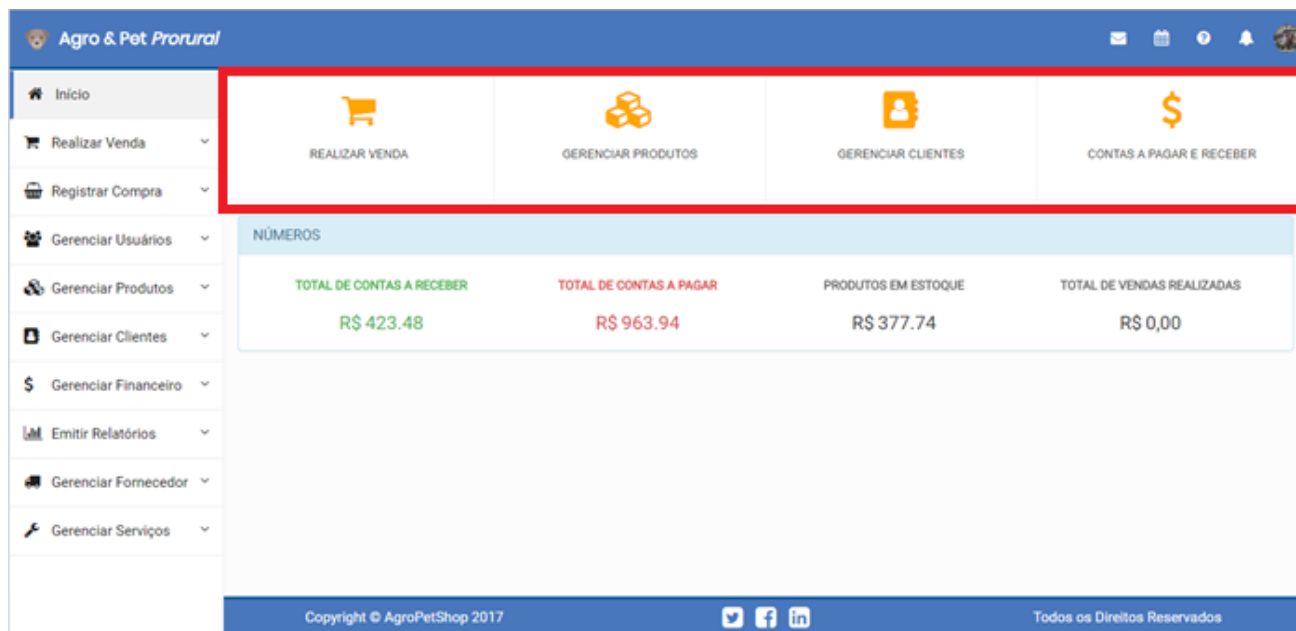 Agro & Pet Prorural
Início
Realizar Venda
Registrar Compra
Gerenciar Usuários
Gerenciar Produtos
Gerenciar Clientes
$ Gerenciar Financeiro
Emitir Relatórios
Gerenciar Fornecedor
Gerenciar Serviços
REALIZAR VENDA
GERENCIAR PRODUTOS
GERENCIAR CLIENTES
$
CONTAS A PAGAR E RECEBER
NÚMEROS
TOTAL DE CONTAS A RECEBER
R$ 423.48
TOTAL DE CONTAS A PAGAR
R$ 963.94
PRODUTOS EM ESTOQUE
R$ 377.74
TOTAL DE VENDAS REALIZADAS
R$ 0,00
Copyright © AgroPetShop 2017
Todos os Direitos Reservados